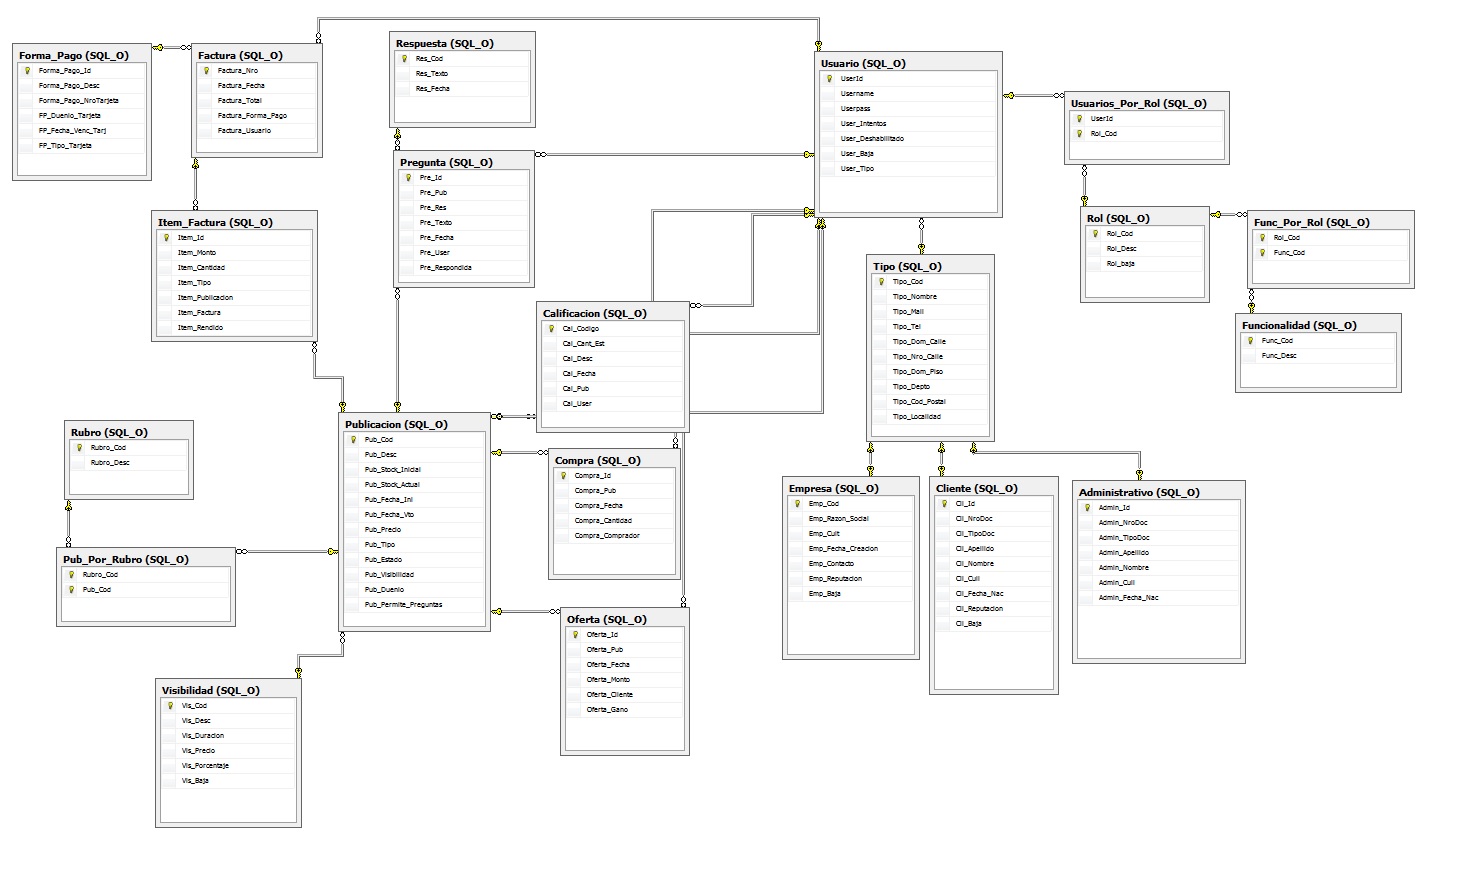 Forma_Pago (SQL_O)
Forma_Pago_Id
Forma_Pago_Desc
Forma_Pago_NroTarjeta
FP_Duenio_Tarjeta
FP_Fecha_Venc_Tarj
FP_Tipo_Tarjeta
Factura (SQL_O)
Factura_Nro
Factura_Fecha
Factura_Total
Factura_Forma_Pago
Factura_Usuario
Respuesta (SQL_O)
Res_Cod
Res_Texto
Res_Fecha
Usuario (SQL_O)
UserId
Username
Userpass
User_Intentos
User_Deshabilitado
User_Baja
User_Tipo
Usuarios_Por_Rol (SQL_O)
UserId
Rol_Cod
Pregunta (SQL_O)
Pre_Id
Pre_Pub
Pre_Res
Pre_Texto
Pre_Fecha
Pre_User
Pre_Respondida
Item_Factura (SQL_O)
Item_Id
Item_Monto
Item_Cantidad
Item_Tipo
Item_Publicacion
Item_Factura
Item_Rendido
Rol (SQL_O)
Rol_Cod
Rol_Desc
Rol_baja
Func_Por_Rol (SQL_O)
Rol_Cod
Func_Cod
Tipo (SQL_O)
Tipo_Cod
Tipo_Nombre
Tipo_Mail
Tipo_Tel
Tipo_Dom_Calle
Tipo_Nro_Calle
Tipo_Dom_Piso
Tipo_Depto
Tipo_Cod_Postal
Tipo_Localidad
Calificacion (SQL_O)
Cal_Codigo
Cal_Cant_Est
Cal_Desc
Cal_Fecha
Cal_Pub
Cal_User
Funcionalidad (SQL_O)
Func_Cod
Func_Desc
Rubro (SQL_O)
Rubro_Cod
Rubro_Desc
Publicacion (SQL_O)
Pub_Cod
Pub_Desc
Pub_Stock_Inicial
Pub_Stock_Actual
Pub_Fecha_Ini
Pub_Fecha_Vto
Pub_Precio
Pub_Tipo
Pub_Estado
Pub_Visibilidad
Pub_Duenio
Pub_Permite_Preguntas
Compra (SQL_O)
Compra_Id
Compra_Pub
Compra_Fecha
Compra_Cantidad
Compra_Comprador
Empresa (SQL_O)
Emp_Cod
Emp_Razon_Social
Emp_Cuit
Emp_Fecha_Creacion
Emp_Contacto
Emp_Reputacion
Emp_Baja
Cliente (SQL_O)
Cli_Id
Cli_NroDoc
Cli_TipoDoc
Cli_Apellido
Cli_Nombre
Cli_Cuil
Cli_Fecha_Nac
Cli_Reputacion
Cli_Baja
Administrativo (SQL_O)
Admin_Id
Admin_NroDoc
Admin_TipoDoc
Admin_Apellido
Admin_Nombre
Admin_Cuil
Admin_Fecha_Nac
Pub_Por_Rubro (SQL_O)
Rubro_Cod
Pub_Cod
Oferta (SQL_O)
Oferta_Id
Oferta_Pub
Oferta_Fecha
Oferta_Monto
Oferta_Cliente
Oferta_Gano
Visibilidad (SQL_O)
Vis_Cod
Vis_Desc
Vis_Duracion
Vis_Precio
Vis_Porcentaje
Vis_Baja